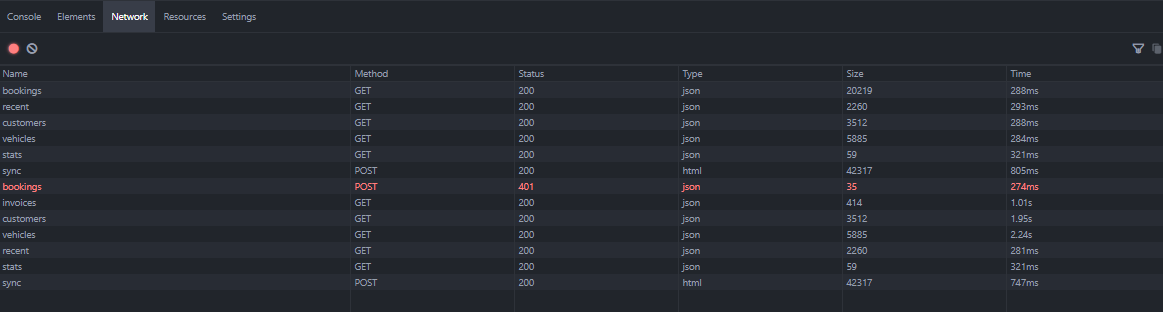 Console Elements Network Resources Settings
Name Method Status Type Size Time
bookings GET 200 json 20219 288ms
recent GET 200 json 2260 293ms
customers GET 200 json 3512 288ms
vehicles GET 200 json 5885 284ms
stats GET 200 json 59 321ms
sync POST 200 html 42317 805ms
bookings POST 401 json 35 274ms
invoices GET 200 json 414 1.01s
customers GET 200 json 3512 1.95s
vehicles GET 200 json 5885 2.24s
recent GET 200 json 2260 281ms
stats GET 200 json 59 321ms
sync POST 200 html 42317 747ms